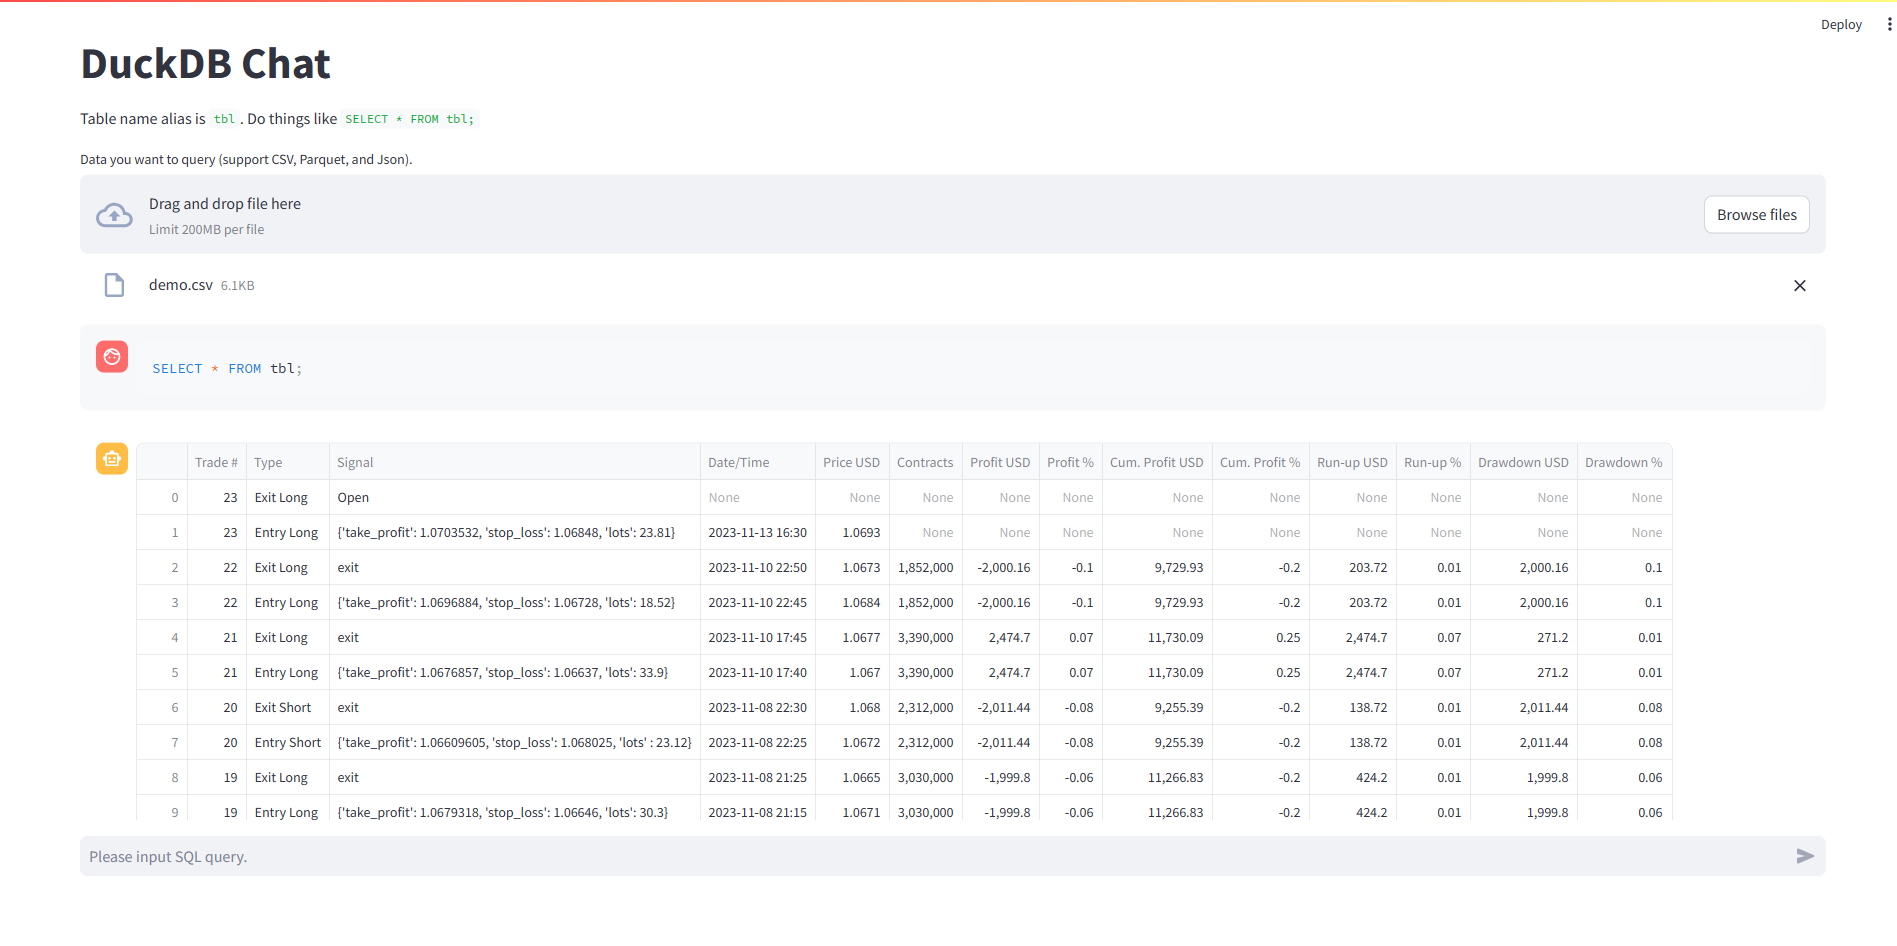 Deploy
DuckDB Chat
Table name alias is tbl . Do things like SELECT * FROM tbl;
Data you want to query (support CSV, Parquet, and Json).
Drag and drop file here
Limit 200MB per file
Browse files
demo.csv 6.1KB
SELECT * FROM tbl;
Trade # Type Signal Date/Time Price USD Contracts Profit USD Profit % Cum. Profit USD Cum. Profit % Run-up USD Run-up % Drawdown USD Drawdown %
0 23 Exit Long Open None None None None None None None None None None None
1 23 Entry Long {'take_profit': 1.0703532, 'stop_loss': 1.06848, 'lots': 23.81} 2023-11-13 16:30 1.0693 None None None None None None None None None
2 22 Exit Long exit 2023-11-10 22:50 1.0673 1,852,000 -2,000.16 -0.1 9,729.93 -0.2 203.72 0.01 2,000.16 0.1
3 22 Entry Long {'take_profit': 1.0696884, 'stop_loss': 1.06728, 'lots': 18.52} 2023-11-10 22:45 1.0684 1,852,000 -2,000.16 -0.1 9,729.93 -0.2 203.72 0.01 2,000.16 0.1
4 21 Exit Long exit 2023-11-10 17:45 1.0677 3,390,000 2,474.7 0.07 11,730.09 0.25 2,474.7 0.07 271.2 0.01
5 21 Entry Long {'take_profit': 1.0676857, 'stop_loss': 1.06637, 'lots': 33.9} 2023-11-10 17:40 1.067 3,390,000 2,474.7 0.07 11,730.09 0.25 2,474.7 0.07 271.2 0.01
6 20 Exit Short exit 2023-11-08 22:30 1.068 2,312,000 -2,011.44 -0.08 9,255.39 -0.2 138.72 0.01 2,011.44 0.08
7 20 Entry Short {'take_profit': 1.06609605, 'stop_loss': 1.068025, 'lots' : 23.12} 2023-11-08 22:25 1.0672 2,312,000 -2,011.44 -0.08 9,255.39 -0.2 138.72 0.01 2,011.44 0.08
8 19 Exit Long exit 2023-11-08 21:25 1.0665 3,030,000 -1,999.8 -0.06 11,266.83 -0.2 424.2 0.01 1,999.8 0.06
9 19 Entry Long {'take_profit': 1.0679318, 'stop_loss': 1.06646, 'lots': 30.3} 2023-11-08 21:15 1.0671 3,030,000 -1,999.8 -0.06 11,266.83 -0.2 424.2 0.01 1,999.8 0.06
Please input SQL query.